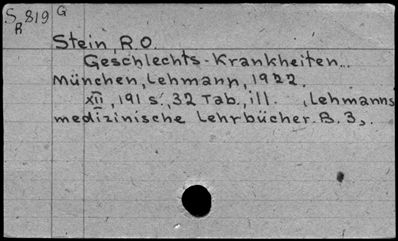 S 819 G
R
Stein, R.O.
Geschlechts-Krankheiten...
München, Lehmann, 1922.
XII, 191 s., 32 Tab., ill. , Lehmanns
medizinische Lehrbücher. B. 3,.